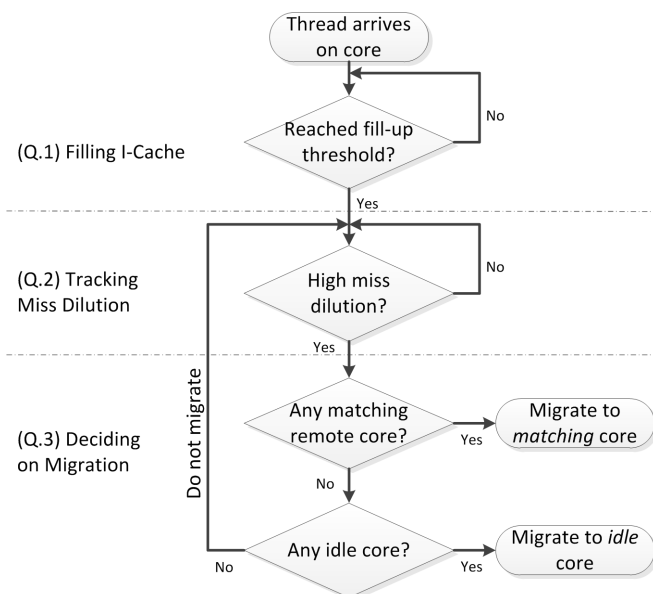 Thread arrives
on core
No
Reached fill-up
threshold?
(Q.1) Filling I-Cache
Yes
No
(Q.2) Tracking
Miss Dilution
High miss
dilution?
Yes
Do not migrate
Any matching
remote core?
Yes
Migrate to
matching core
(Q.3) Deciding
on Migration
No
Any idle core?
No
Yes
Migrate to idle
core